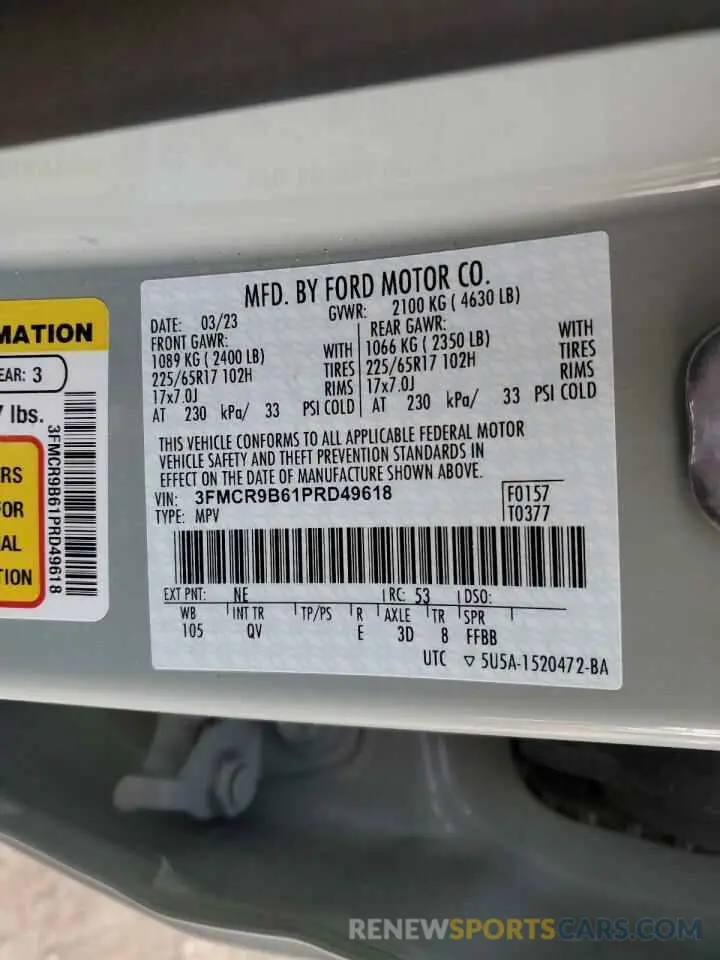 MATION
EAR: 3
lbs.
ERS
FOR
AL
TION
3FMCR9B61PRD49618
MFD. BY FORD MOTOR CO.
DATE: 03/23 GVWR: 2100 KG ( 4630 LB)
FRONT GAWR: REAR GAWR:
1089 KG ( 2400 LB) WITH 1066 KG ( 2350 LB) WITH
225/65R17 102H TIRES 225/65R17 102H TIRES
17x7.0J RIMS 17x7.0J RIMS
AT 230 kPa/ 33 PSI COLD AT 230 kPa/ 33 PSI COLD
THIS VEHICLE CONFORMS TO ALL APPLICABLE FEDERAL MOTOR
VEHICLE SAFETY AND THEFT PREVENTION STANDARDS IN
EFFECT ON THE DATE OF MANUFACTURE SHOWN ABOVE.
VIN: 3FMCR9B61PRD49618 F0157
TYPE: MPV T0377
EXT PNT: NE RC: 53 DSO:
WB INT TR TP/PS R AXLE TR SPR
105 QV E 3D 8 FFBB
UTC ▽ 5U5A-1520472-BA
RENEWSPORTSCARS.COM